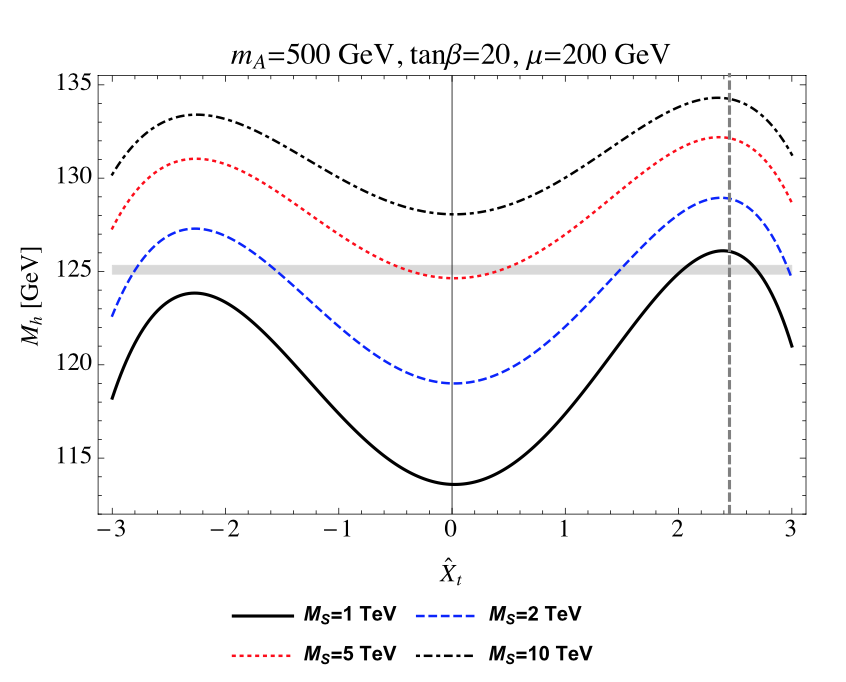 m_A=500 GeV, tanβ=20, μ=200 GeV
135
130
125
120
115
M_h [GeV]
−3 −2 −1 0 1 2 3
X̂_t
M_S=1 TeV M_S=2 TeV
M_S=5 TeV M_S=10 TeV